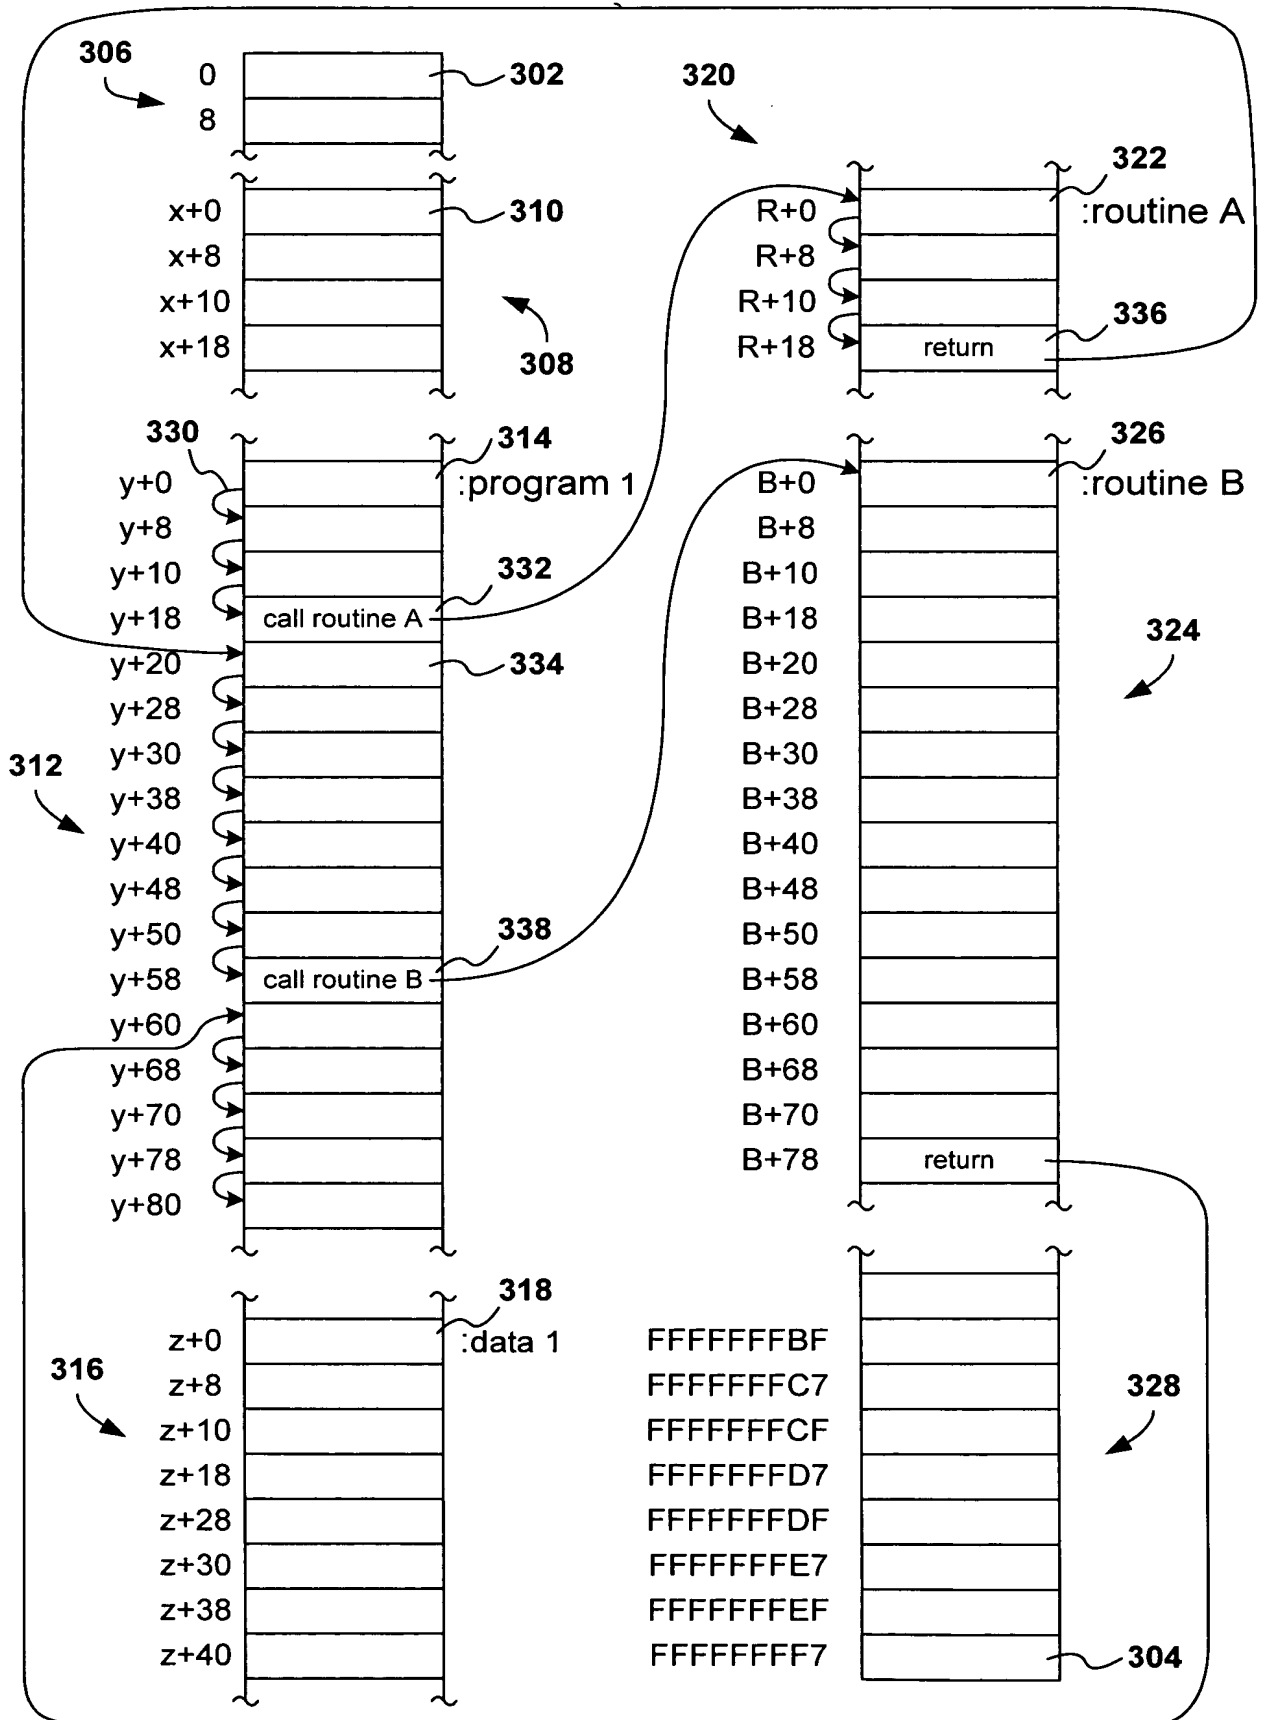 306
0
302
8
320
322
x+0
310
R+0
:routine A
x+8
R+8
x+10
R+10
336
x+18
308
R+18
return
330
314
326
y+0
:program 1
B+0
:routine B
y+8
B+8
y+10
332
B+10
y+18
call routine A
B+18
324
y+20
334
B+20
y+28
B+28
312
y+30
B+30
y+38
B+38
y+40
B+40
y+48
B+48
y+50
338
B+50
y+58
call routine B
B+58
y+60
B+60
y+68
B+68
y+70
B+70
y+78
B+78
return
y+80
318
z+0
:data 1
FFFFFFFBF
316
z+8
FFFFFFFC7
328
z+10
FFFFFFFCF
z+18
FFFFFFFD7
z+28
FFFFFFFDF
z+30
FFFFFFFE7
z+38
FFFFFFFEF
z+40
FFFFFFFF7
304